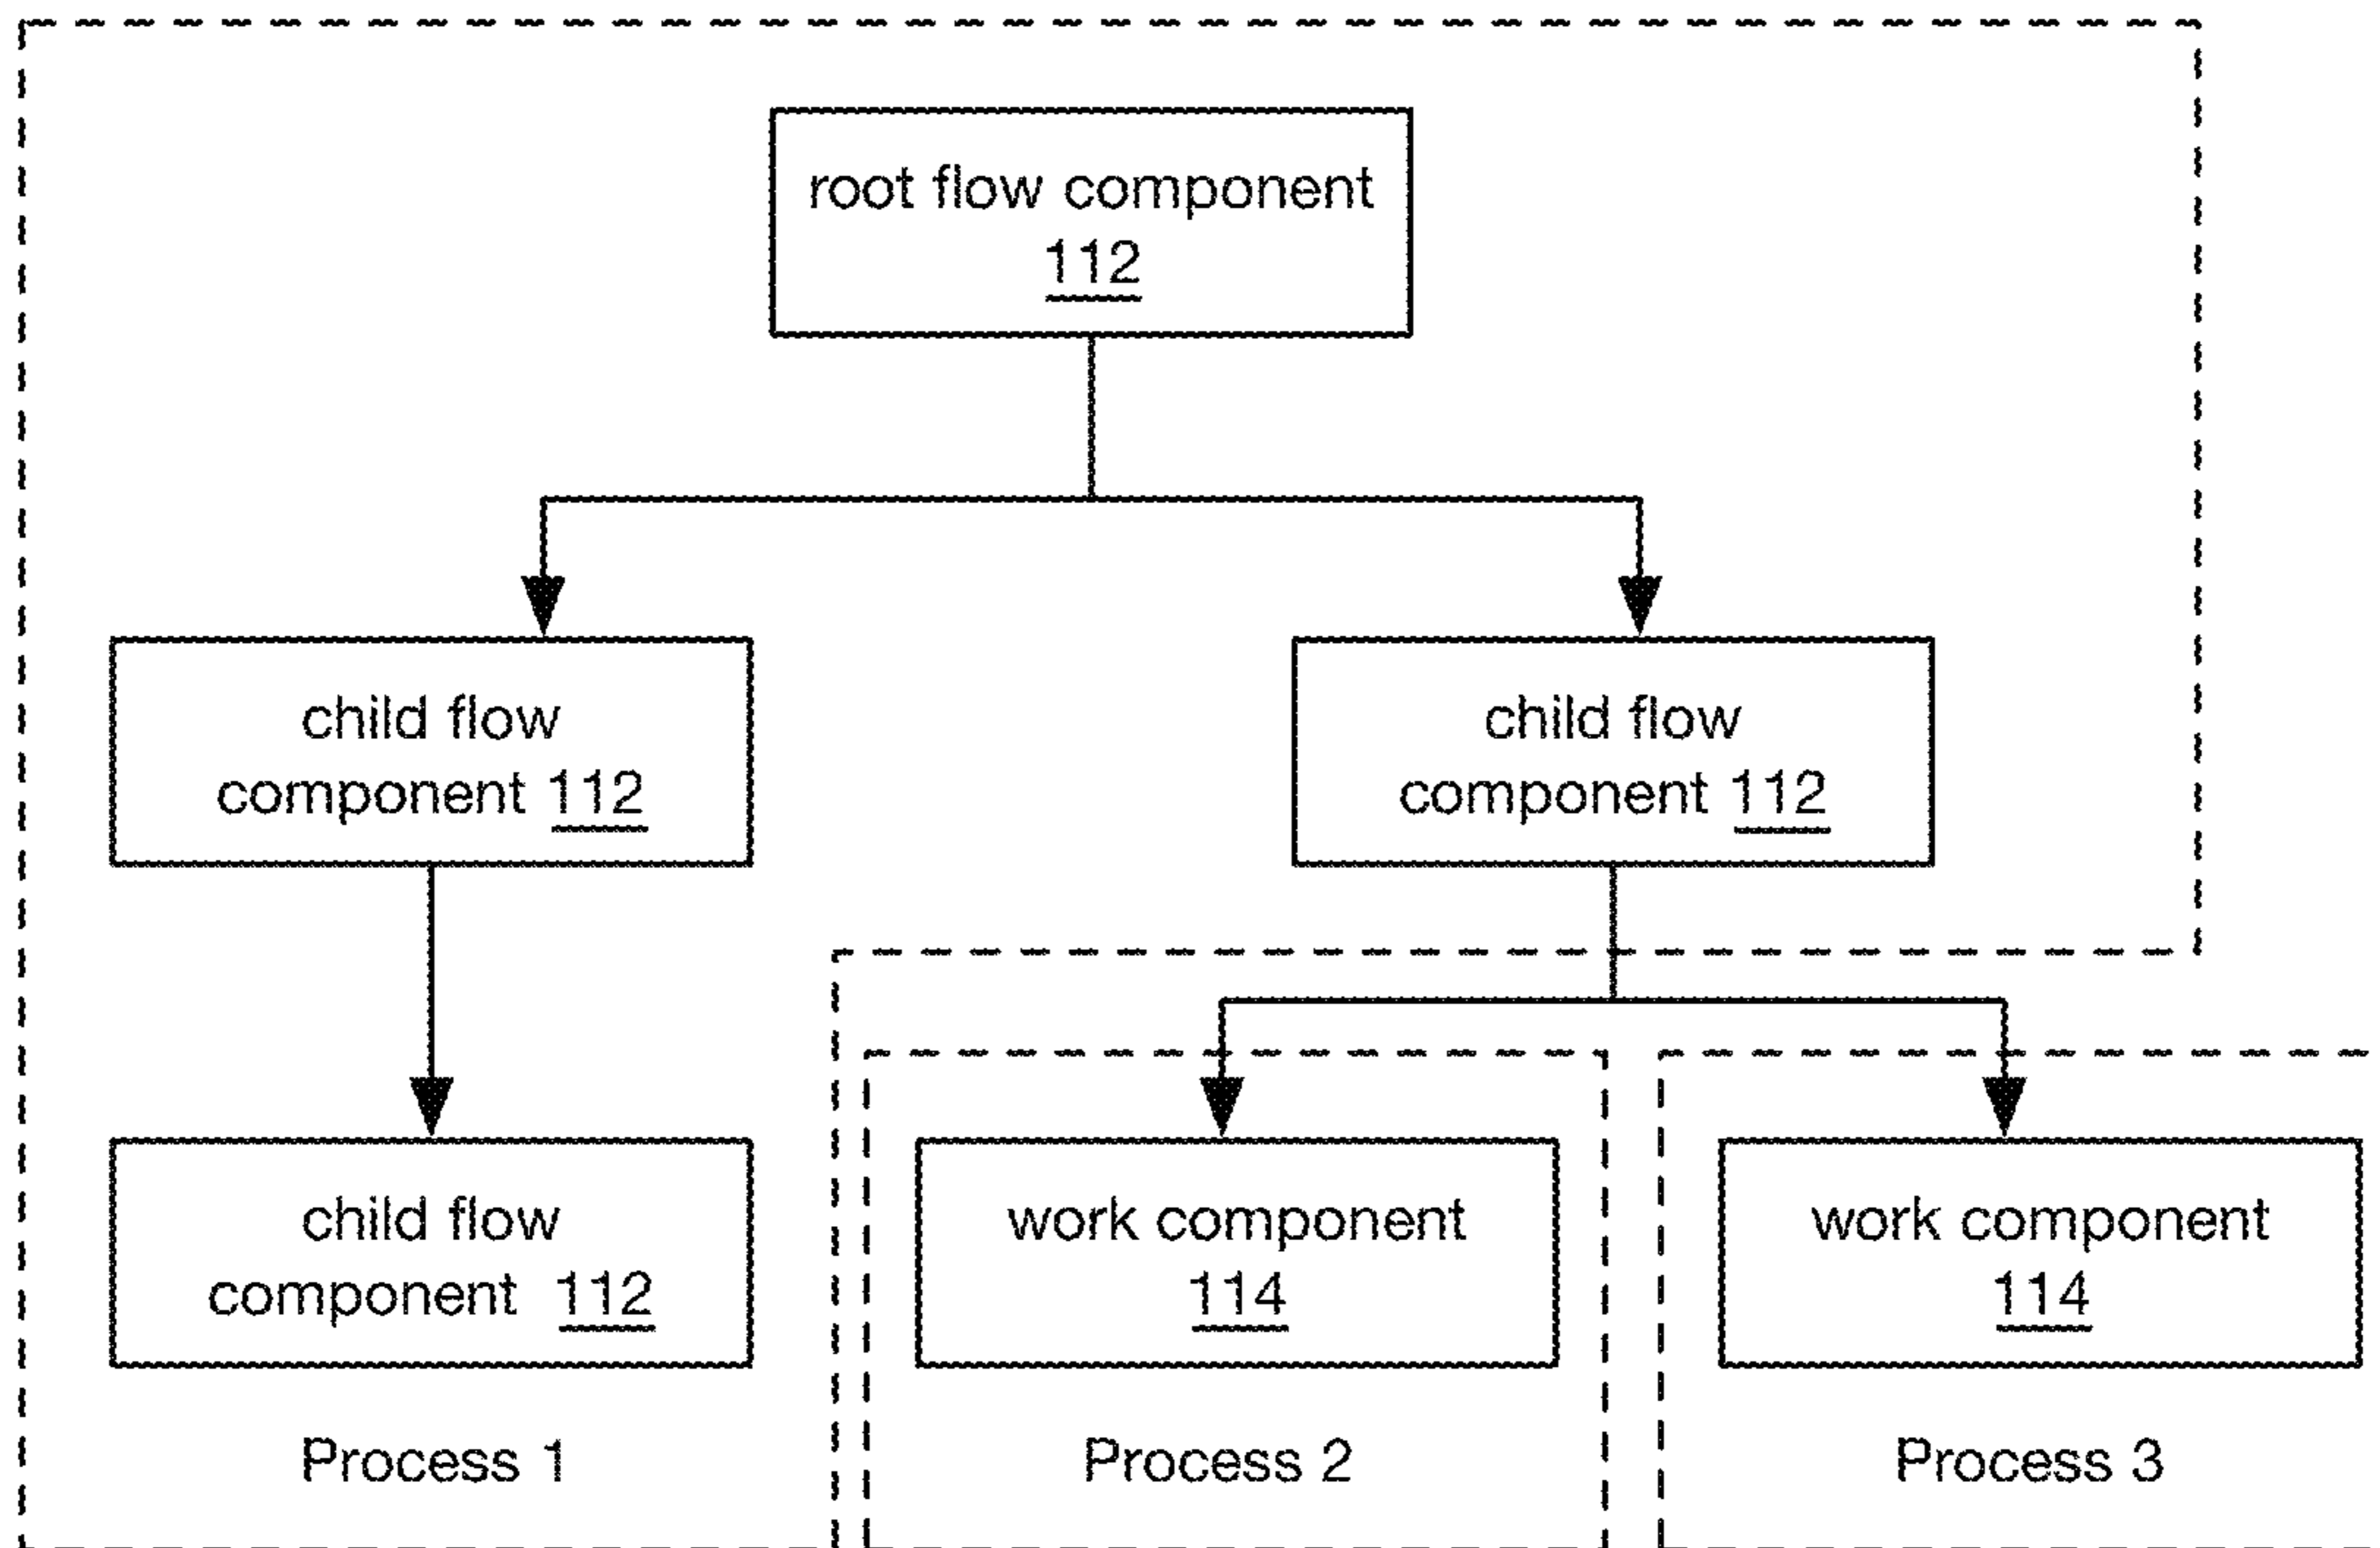 root flow component
112
child flow
component 112
child flow
component 112
child flow
component 112
work component
114
work component
114
Process 1
Process 2
Process 3